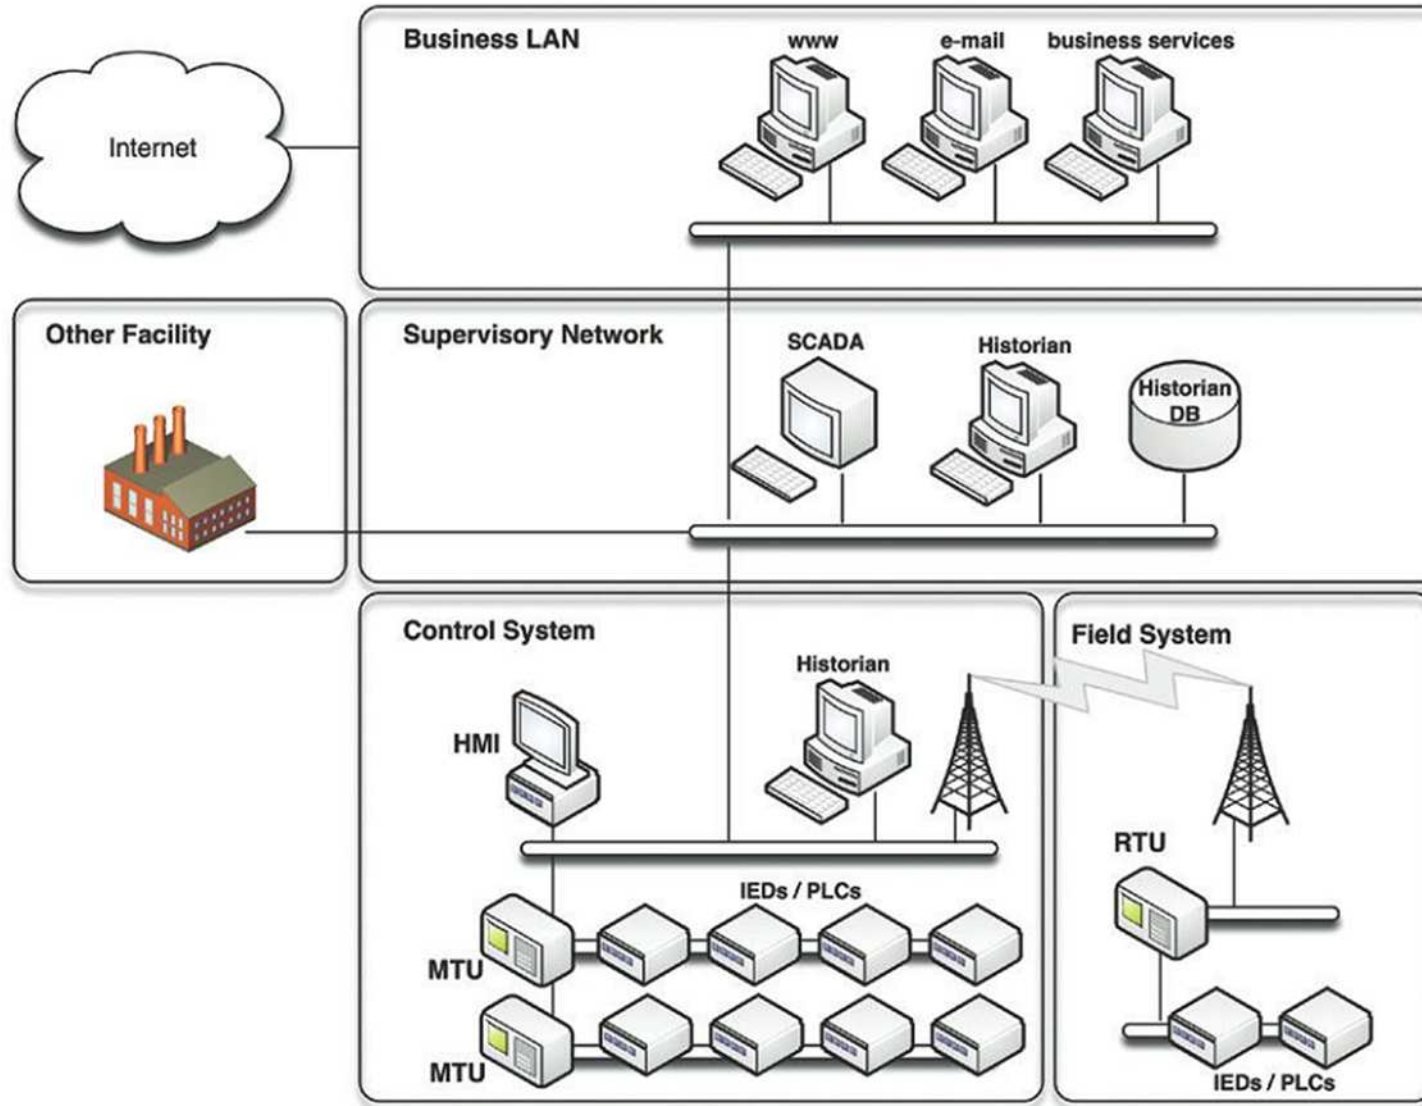 Business LAN
www
e-mail
business services
Internet
Other Facility
Supervisory Network
SCADA
Historian
Historian
DB
Control System
Field System
Historian
HMI
RTU
IEDs / PLCs
MTU
MTU
IEDs / PLCs